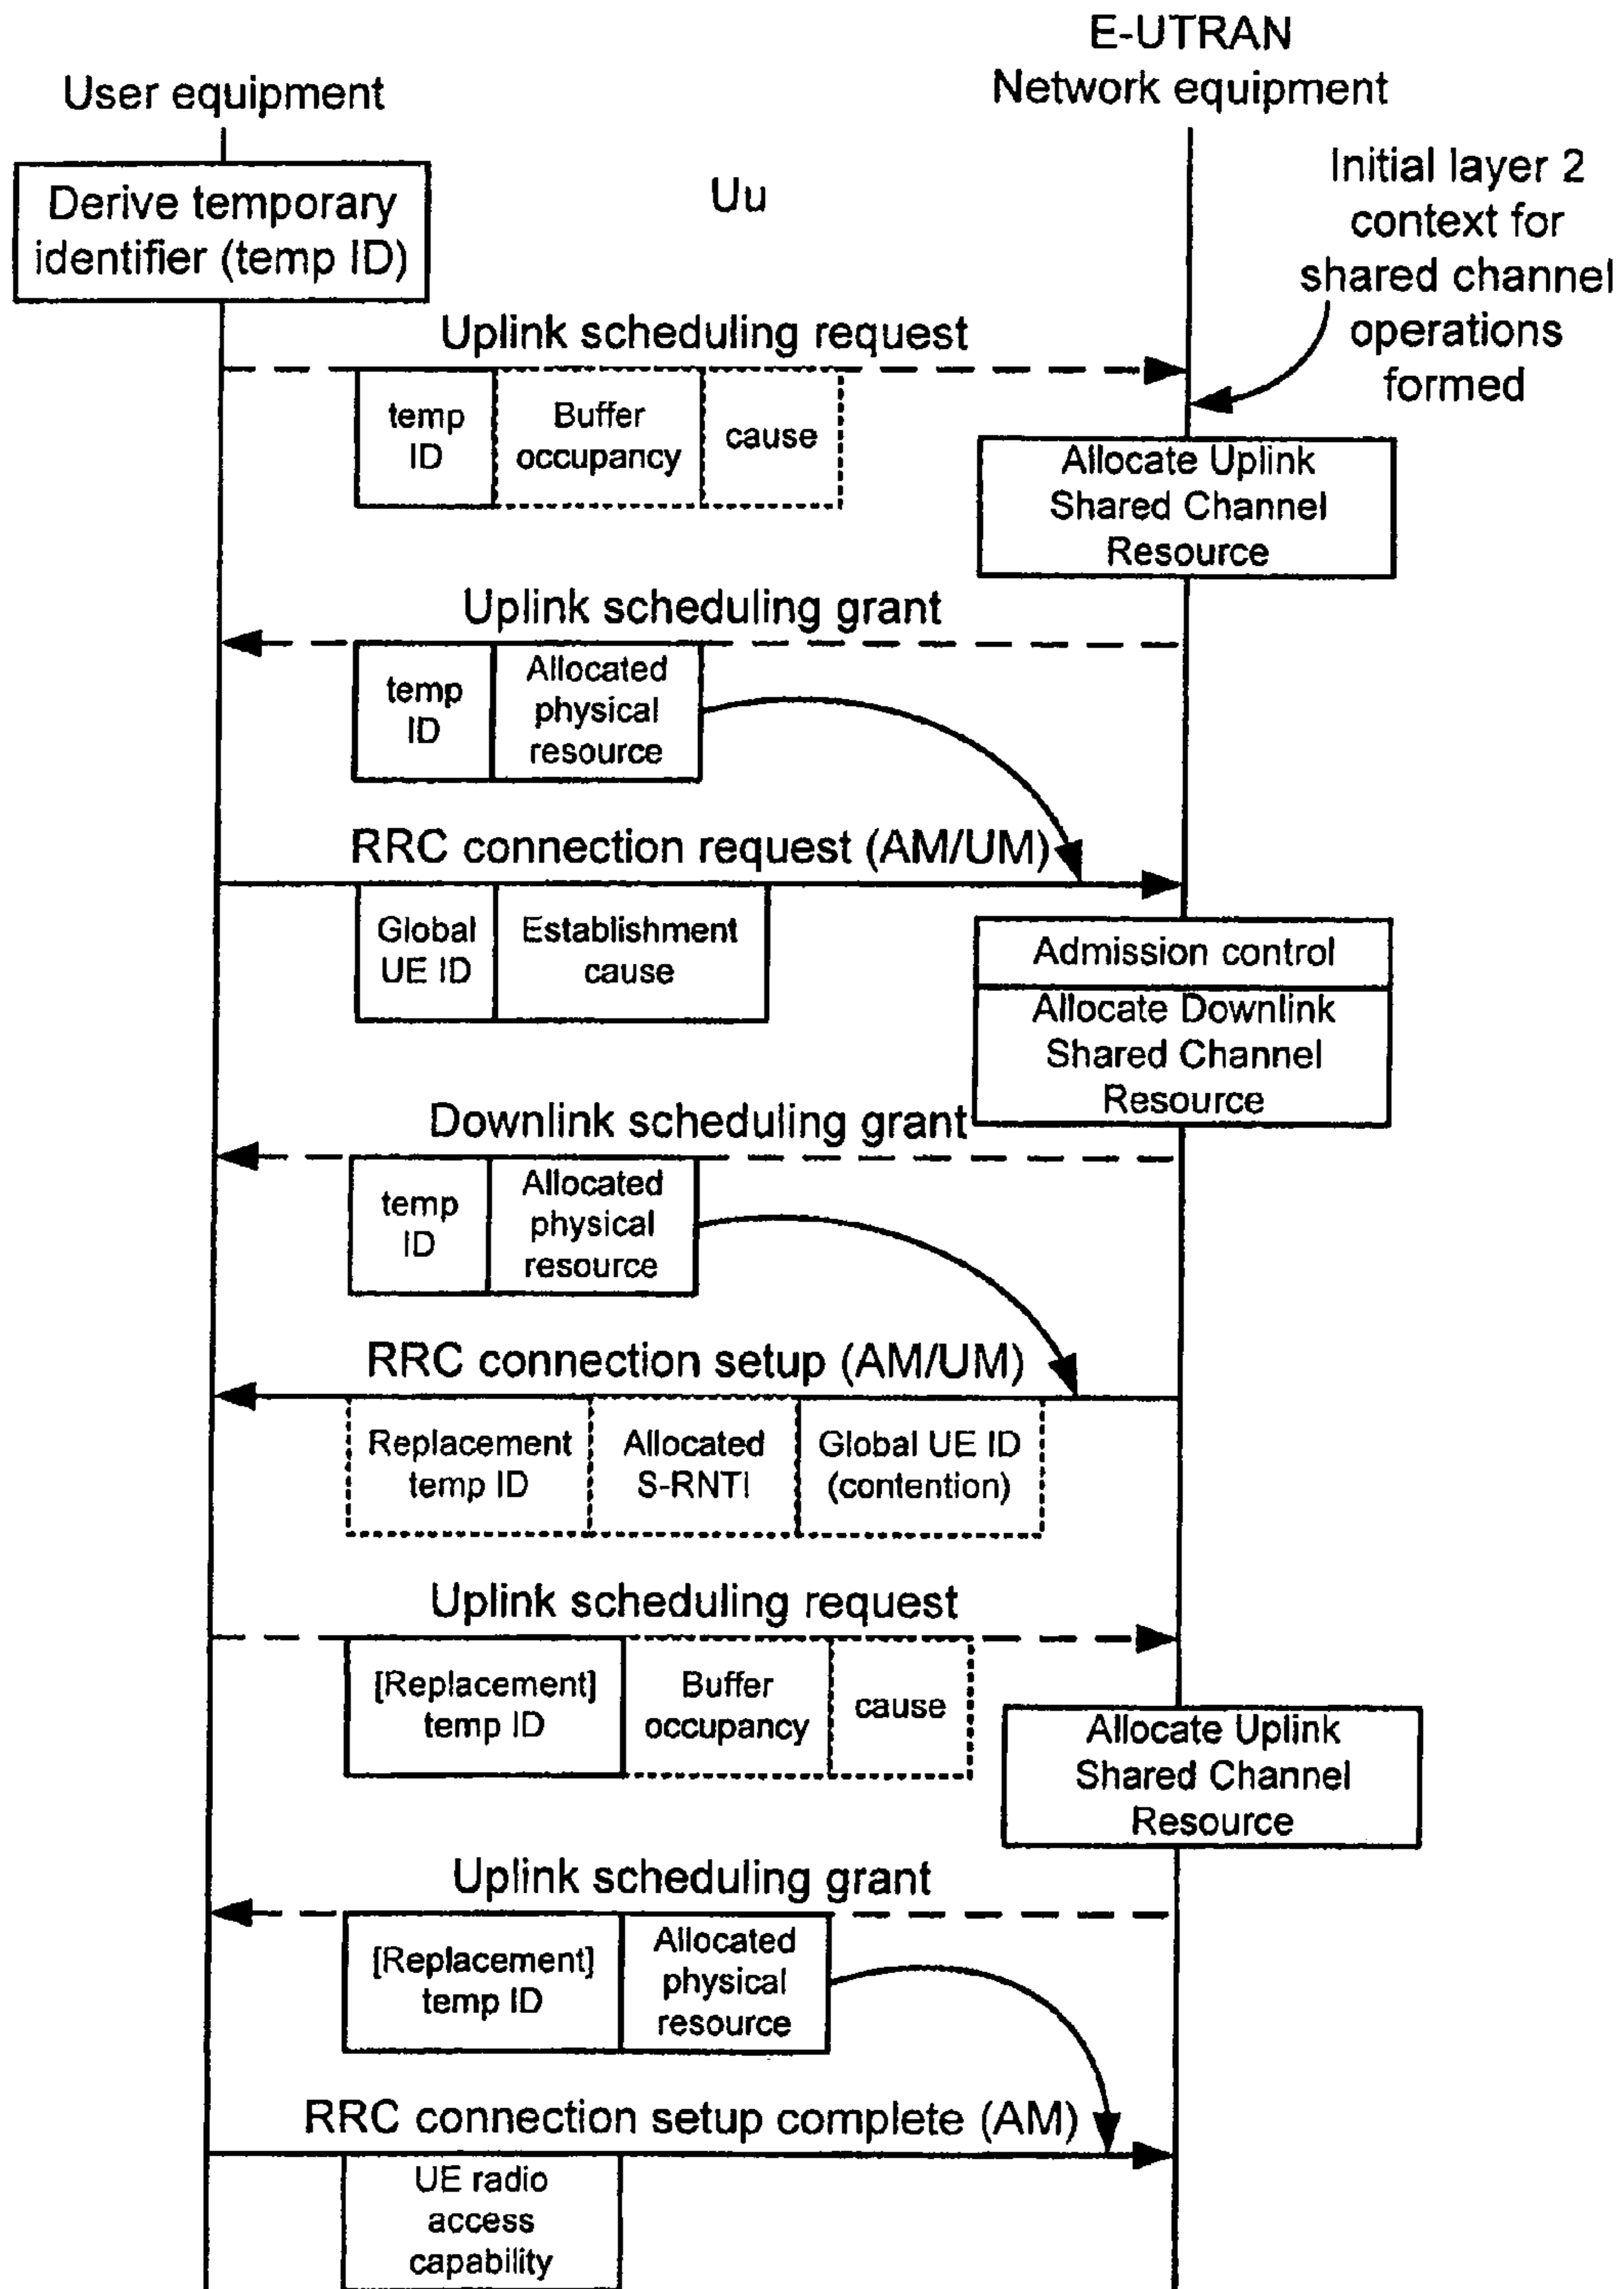 E-UTRAN
Network equipment
User equipment
Initial layer 2
context for
shared channel
operations
formed
Derive temporary
identifier (temp ID)
Uu
Uplink scheduling request
temp
ID
Buffer
occupancy
cause
Allocate Uplink
Shared Channel
Resource
Uplink scheduling grant
temp
ID
Allocated
physical
resource
RRC connection request (AM/UM)
Global
UE ID
Establishment
cause
Admission control
Allocate Downlink
Shared Channel
Resource
Downlink scheduling grant
temp
ID
Allocated
physical
resource
RRC connection setup (AM/UM)
Replacement
temp ID
Allocated
S-RNTI
Global UE ID
(contention)
Uplink scheduling request
[Replacement]
temp ID
Buffer
occupancy
cause
Allocate Uplink
Shared Channel
Resource
Uplink scheduling grant
[Replacement]
temp ID
Allocated
physical
resource
RRC connection setup complete (AM)
UE radio
access
capability